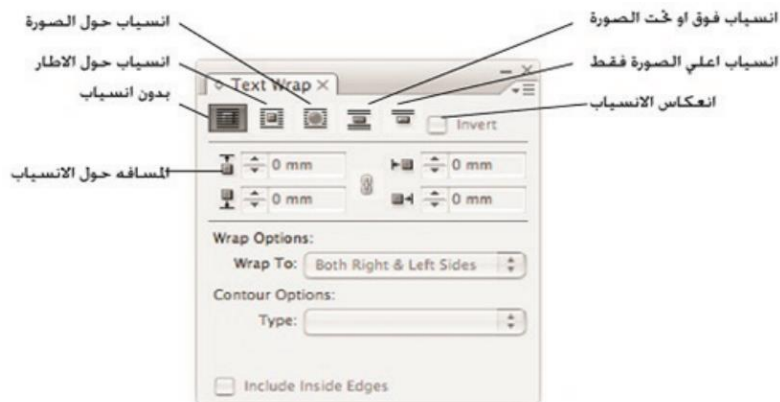 انسياب حول الصورة
انسياب حول الاطار
بدون انسياب
المسافه حول الانسياب
انسياب فوق او تحت الصورة
انسياب اعلي الصورة فقط
انعكاس الانسياب
Text Wrap
Invert
0 mm 0 mm
0 mm 0 mm
Wrap Options:
Wrap To: Both Right & Left Sides
Contour Options:
Type:
Include Inside Edges